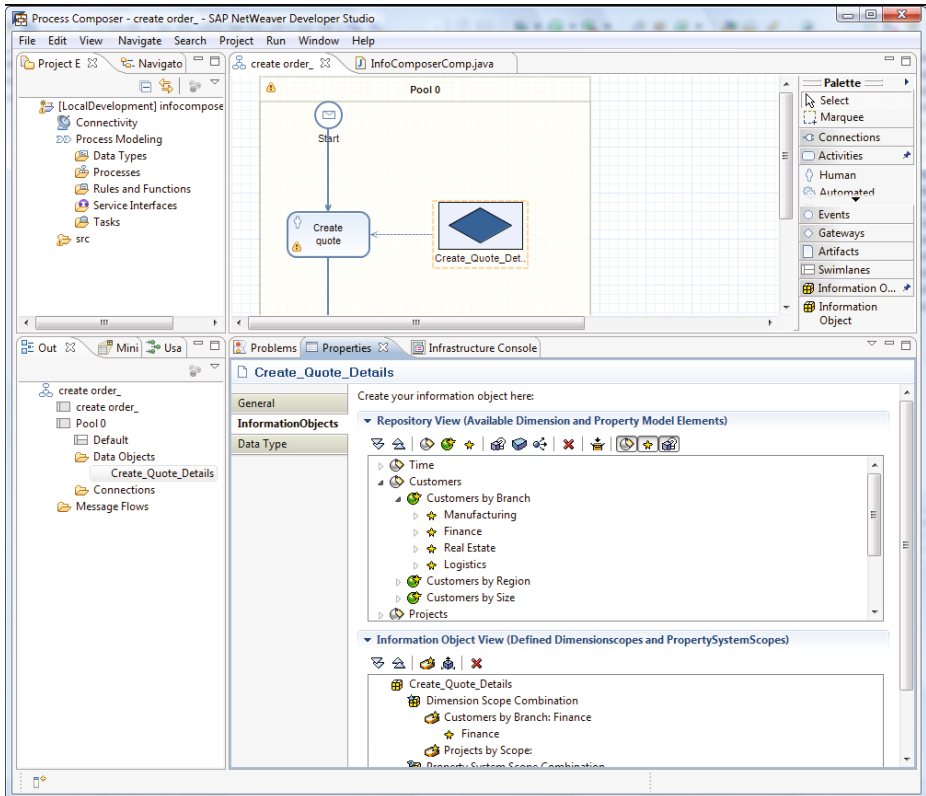 Process Composer - create order_ - SAP NetWeaver Developer Studio
File Edit View Navigate Search Project Run Window Help
Project E
Navigato
create order_
InfoComposerComp.java
[LocalDevelopment] infocompose
Connectivity
Process Modeling
Data Types
Processes
Rules and Functions
Service Interfaces
Tasks
src
Pool 0
Start
Create
quote
Create_Quote_Det..
Palette
Select
Marquee
Connections
Activities
Human
Automated
Events
Gateways
Artifacts
Swimlanes
Information O...
Information
Object
Out
Mini
Usa
create order_
create order_
Pool 0
Default
Data Objects
Create_Quote_Details
Connections
Message Flows
Problems
Properties
Infrastructure Console
Create_Quote_Details
General
InformationObjects
Data Type
Create your information object here:
Repository View (Available Dimension and Property Model Elements)
Time
Customers
Customers by Branch
Manufacturing
Finance
Real Estate
Logistics
Customers by Region
Customers by Size
Projects
Information Object View (Defined Dimensionscopes and PropertySystemScopes)
Create_Quote_Details
Dimension Scope Combination
Customers by Branch: Finance
Finance
Projects by Scope:
Property System Scope Combination